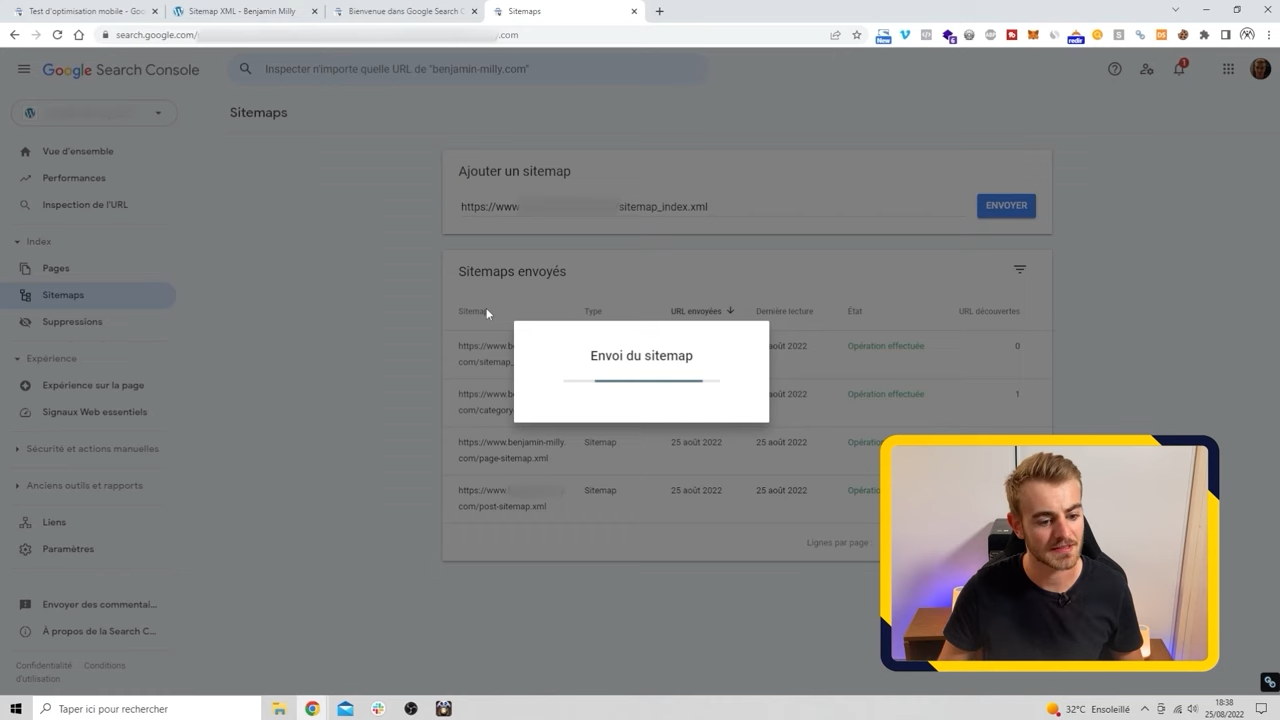 Test d'optimisation mobile - Goo
Sitemap XML - Benjamin Milly
Bienvenue dans Google Search C
Sitemaps
search.google.com/
.com
New
redir
Google Search Console
Inspecter n'importe quelle URL de "benjamin-milly.com"
1
Sitemaps
Vue d'ensemble
Performances
Inspection de l'URL
Index
Pages
Sitemaps
Suppressions
Expérience
Expérience sur la page
Signaux Web essentiels
Sécurité et actions manuelles
Anciens outils et rapports
Liens
Paramètres
Envoyer des commentai...
À propos de la Search C...
Confidentialité Conditions
d'utilisation
Ajouter un sitemap
https://www sitemap_index.xml
ENVOYER
Sitemaps envoyés
Sitemap Type URL envoyées Dernière lecture État URL découvertes
https://www.be août 2022 Opération effectuée 0
com/sitemap_
https://www.b août 2022 Opération effectuée 1
com/category
https://www.benjamin-milly. Sitemap 25 août 2022 25 août 2022 Opératio
com/page-sitemap.xml
https://www Sitemap 25 août 2022 25 août 2022 Opératio
com/post-sitemap.xml
Lignes par page :
Envoi du sitemap
Taper ici pour rechercher
32°C Ensoleillé
18:38
25/08/2022